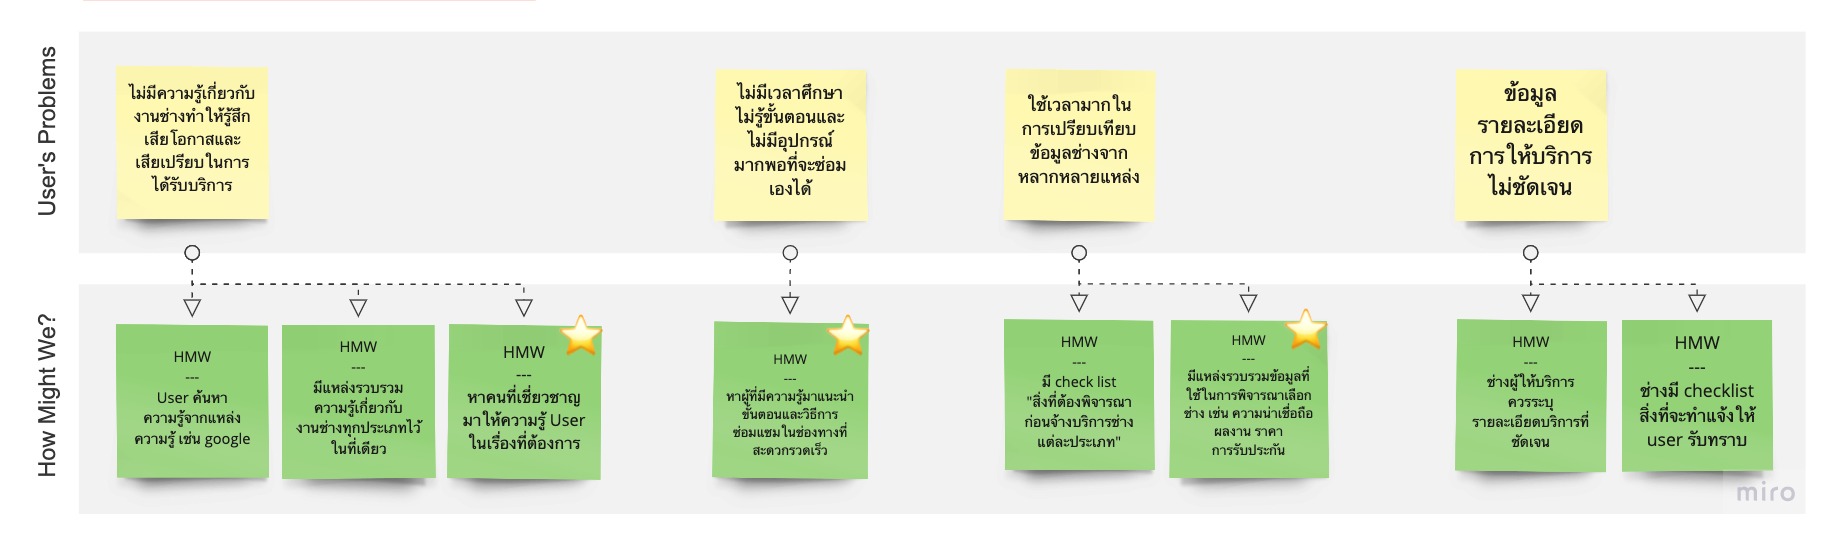 User's Problems
ไม่มีความรู้เกี่ยวกับ
งานช่างทำให้รู้สึก
เสียโอกาสและ
เสียเปรียบในการ
ได้รับบริการ
ไม่มีเวลาศึกษา
ไม่รู้ขั้นตอนและ
ไม่มีอุปกรณ์
มากพอที่จะซ่อม
เองได้
ใช้เวลามากใน
การเปรียบเทียบ
ข้อมูลช่างจาก
หลากหลายแหล่ง
ข้อมูล
รายละเอียด
การให้บริการ
ไม่ชัดเจน
How Might We?
HMW
---
User ค้นหา
ความรู้จากแหล่ง
ความรู้ เช่น google
HMW
---
มีแหล่งรวบรวม
ความรู้เกี่ยวกับ
งานช่างทุกประเภทไว้
ในที่เดียว
HMW
---
หาคนที่เชี่ยวชาญ
มาให้ความรู้ User
ในเรื่องที่ต้องการ
HMW
---
หาผู้ที่มีความรู้มาแนะนำ
ขั้นตอนและวิธีการ
ซ่อมแซมในช่องทางที่
สะดวกรวดเร็ว
HMW
---
มี check list
"สิ่งที่ต้องพิจารณา
ก่อนจ้างบริการช่าง
แต่ละประเภท"
HMW
---
มีแหล่งรวบรวมข้อมูลที่
ใช้ในการพิจารณาเลือก
ช่าง เช่น ความน่าเชื่อถือ
ผลงาน ราคา
การรับประกัน
HMW
---
ช่างผู้ให้บริการ
ควรระบุ
รายละเอียดบริการที่
ชัดเจน
HMW
---
ช่างมี checklist
สิ่งที่จะทำแจ้งให้
user รับทราบ
miro